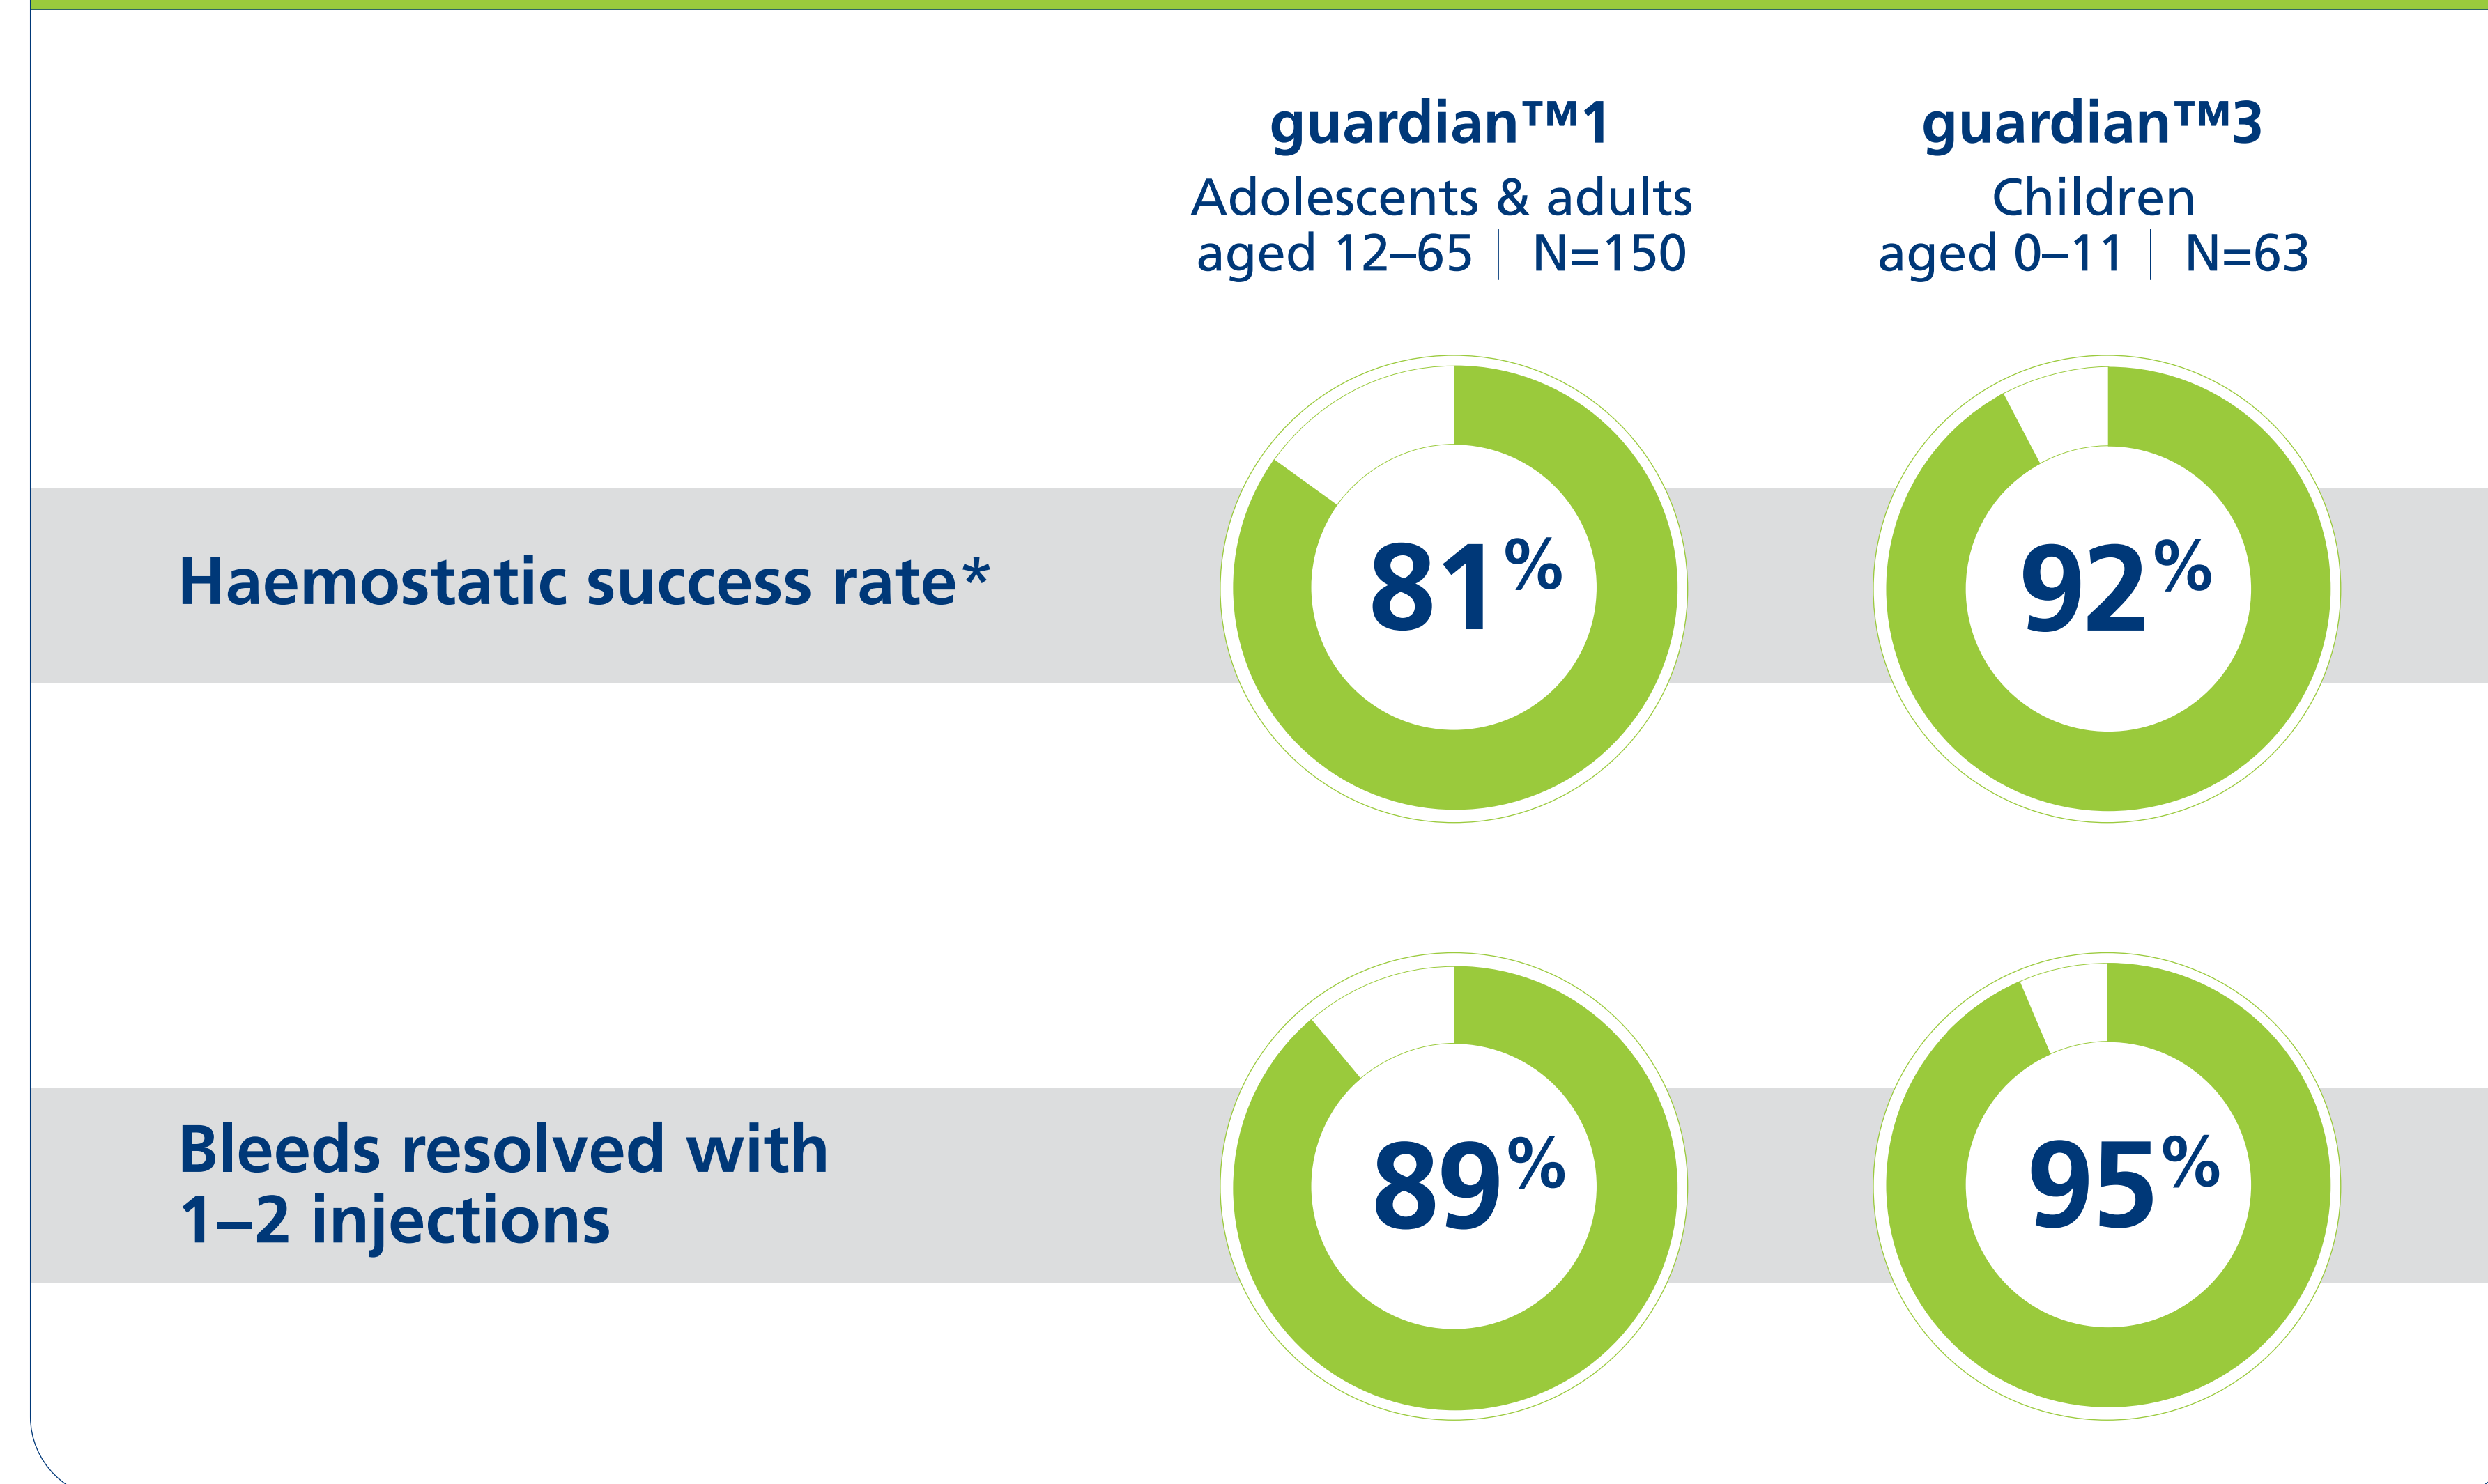 guardian™1
Adolescents & adults
aged 12–65 | N=150
guardian™3
Children
aged 0–11 | N=63
Haemostatic success rate*
81%
92%
Bleeds resolved with
1–2 injections
89%
95%